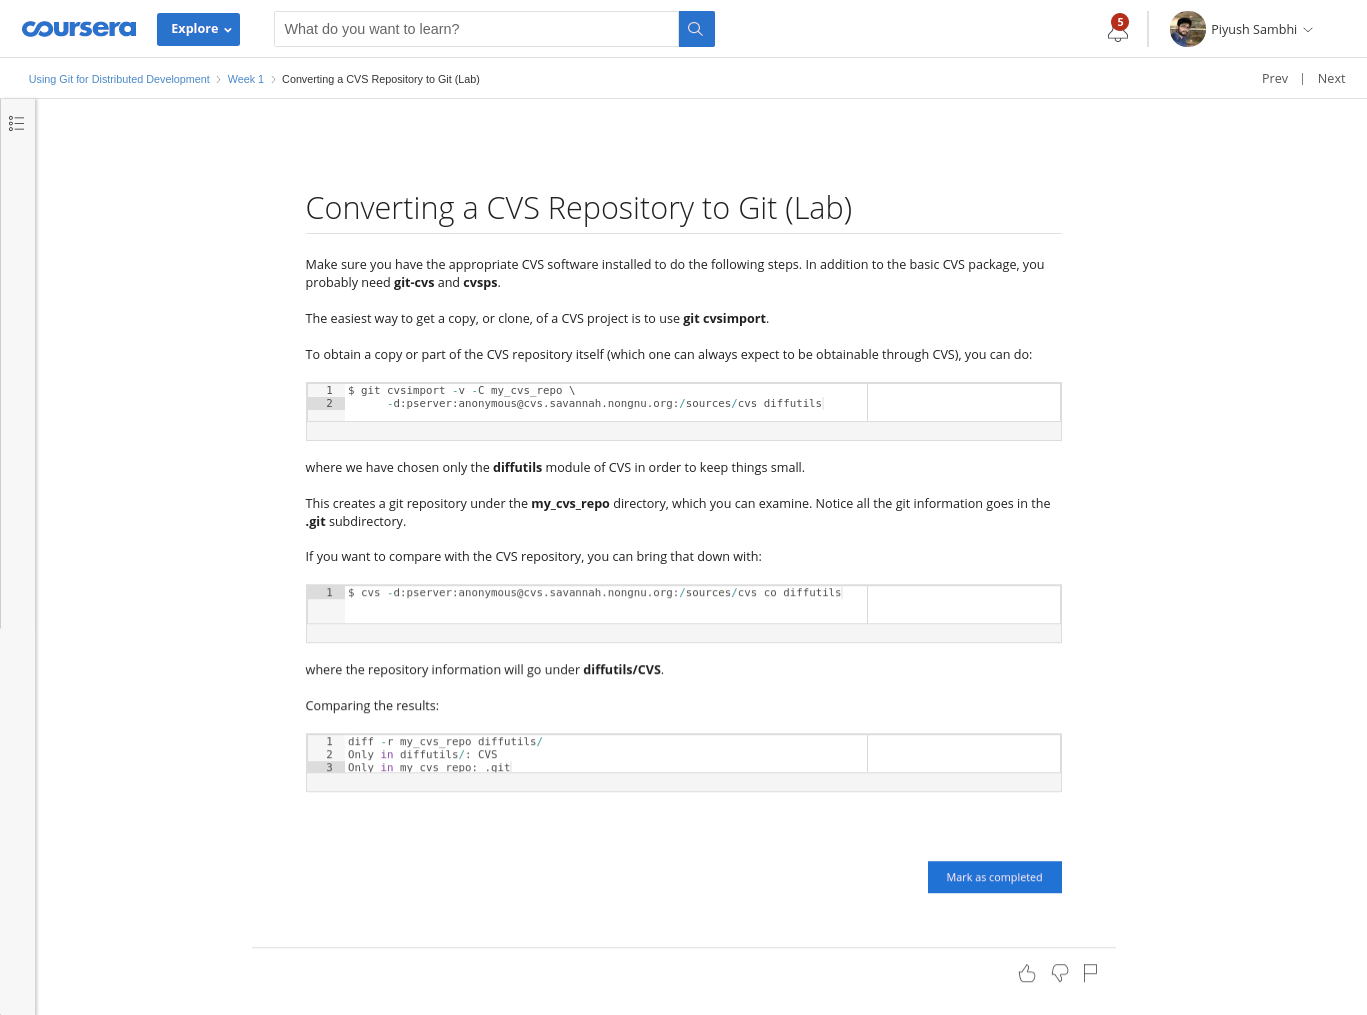 coursera
Explore
What do you want to learn?
5
Piyush Sambhi
Using Git for Distributed Development > Week 1 > Converting a CVS Repository to Git (Lab)
Prev | Next
Converting a CVS Repository to Git (Lab)
Make sure you have the appropriate CVS software installed to do the following steps. In addition to the basic CVS package, you
probably need git-cvs and cvsps.
The easiest way to get a copy, or clone, of a CVS project is to use git cvsimport.
To obtain a copy or part of the CVS repository itself (which one can always expect to be obtainable through CVS), you can do:
1 $ git cvsimport -v -C my_cvs_repo \
2 -d:pserver:anonymous@cvs.savannah.nongnu.org:/sources/cvs diffutils
where we have chosen only the diffutils module of CVS in order to keep things small.
This creates a git repository under the my_cvs_repo directory, which you can examine. Notice all the git information goes in the
.git subdirectory.
If you want to compare with the CVS repository, you can bring that down with:
1 $ cvs -d:pserver:anonymous@cvs.savannah.nongnu.org:/sources/cvs co diffutils
where the repository information will go under diffutils/CVS.
Comparing the results:
1 diff -r my_cvs_repo diffutils/
2 Only in diffutils/: CVS
3 Only in my_cvs_repo: .git
Mark as completed